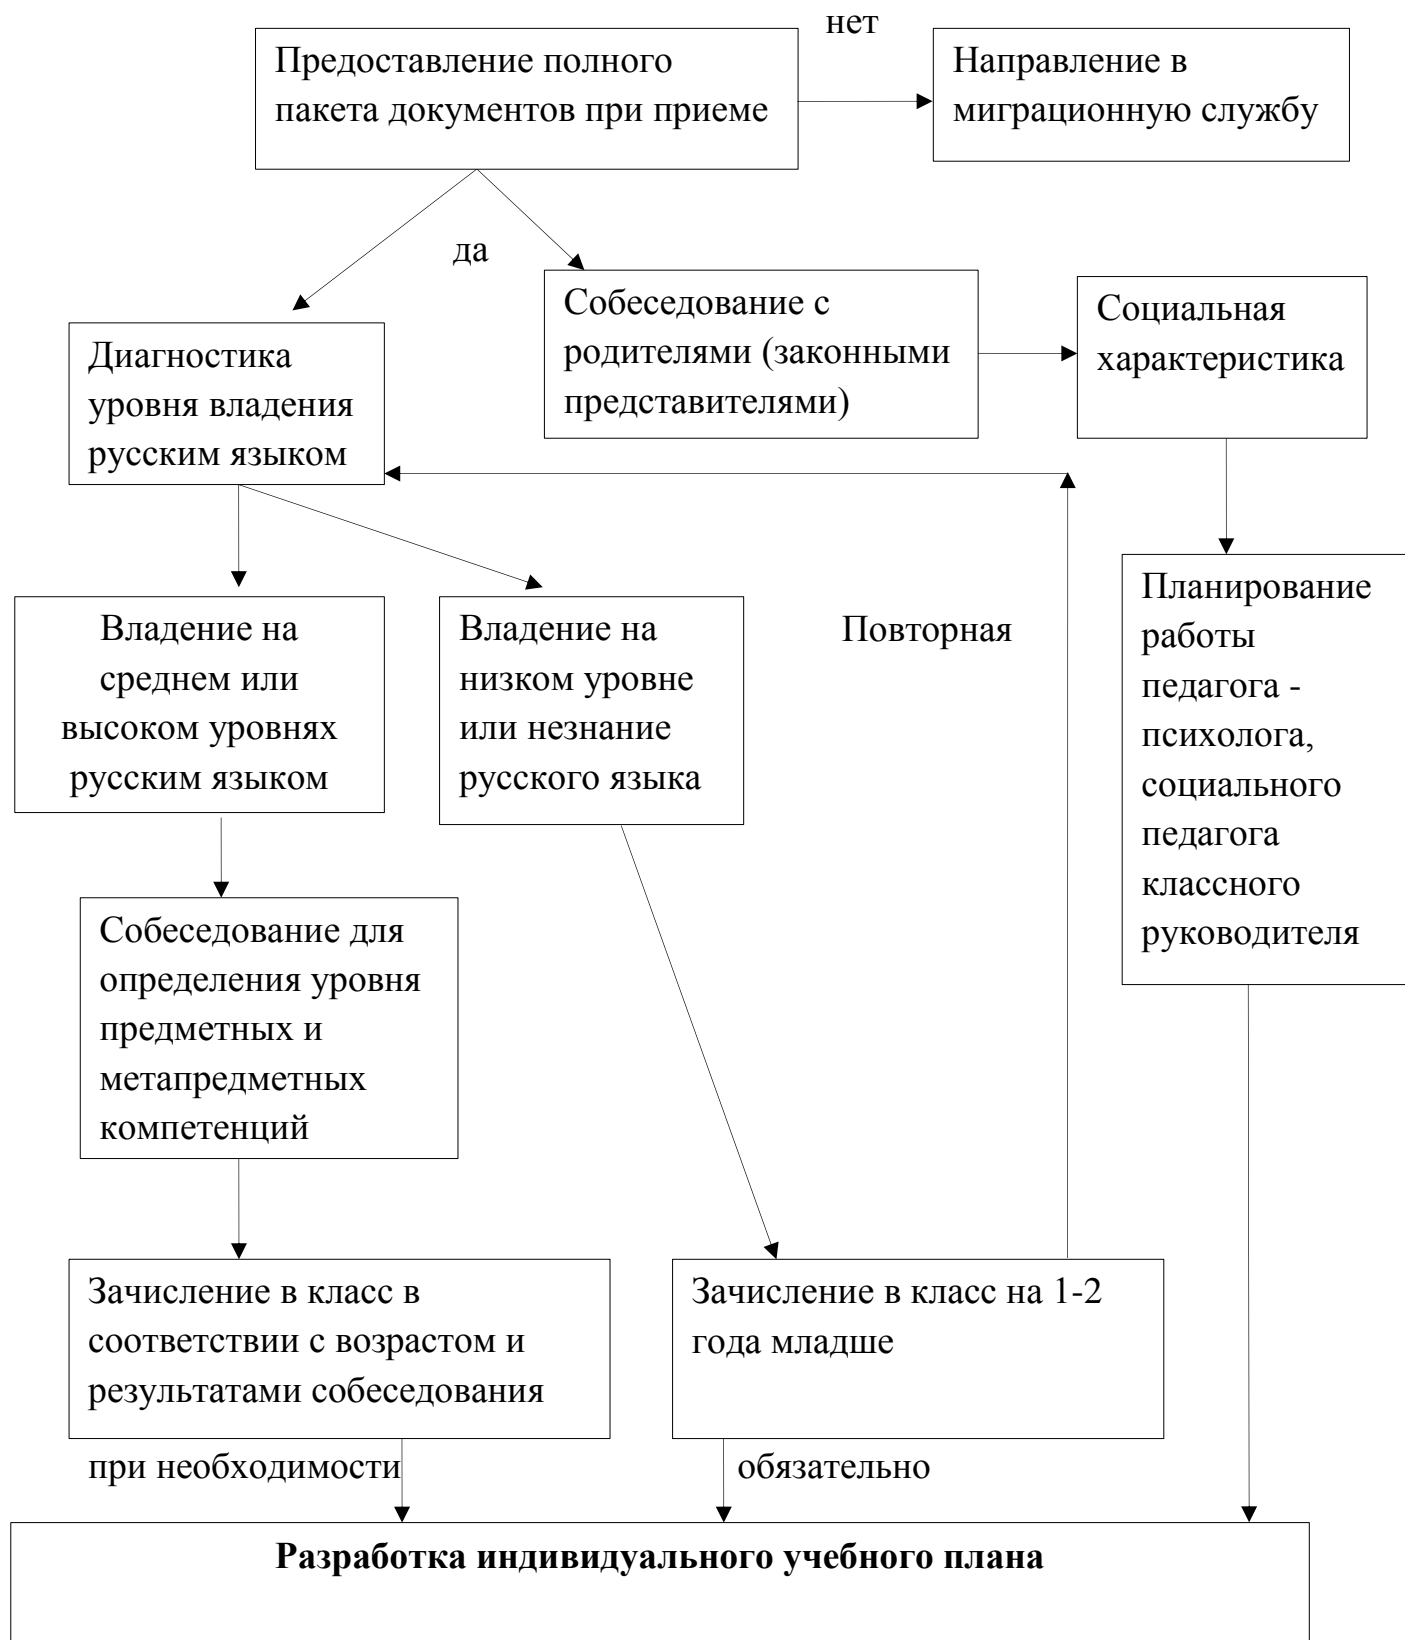 нет
Предоставление полного
пакета документов при приеме
Направление в
миграционную службу
да
Собеседование с
родителями (законными
представителями)
Социальная
характеристика
Диагностика
уровня владения
русским языком
Владение на
среднем или
высоком уровнях
русским языком
Владение на
низком уровне
или незнание
русского языка
Повторная
Планирование
работы
педагога -
психолога,
социального
педагога
классного
руководителя
Собеседование для
определения уровня
предметных и
метапредметных
компетенций
Зачисление в класс в
соответствии с возрастом и
результатами собеседования
Зачисление в класс на 1-2
года младше
при необходимости
обязательно
Разработка индивидуального учебного плана